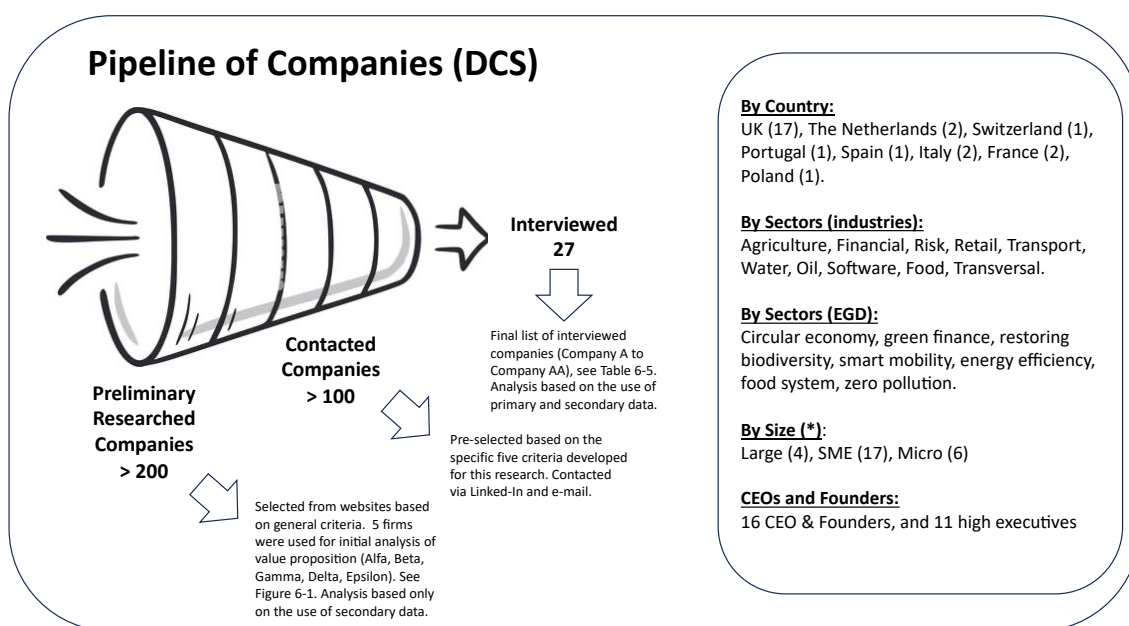 Pipeline of Companies (DCS)
Interviewed
27
Final list of interviewed
companies (Company A to
Company AA), see Table 6-5.
Analysis based on the use of
primary and secondary data.
Contacted
Companies
> 100
Pre-selected based on the
specific five criteria developed
for this research. Contacted
via Linked-In and e-mail.
Preliminary
Researched
Companies
> 200
Selected from websites based
on general criteria.  5 firms
were used for initial analysis of
value proposition (Alfa, Beta,
Gamma, Delta, Epsilon). See
Figure 6-1. Analysis based only
on the use of secondary data.
By Country:
UK (17), The Netherlands (2), Switzerland (1),
Portugal (1), Spain (1), Italy (2), France (2),
Poland (1).
By Sectors (industries):
Agriculture, Financial, Risk, Retail, Transport,
Water, Oil, Software, Food, Transversal.
By Sectors (EGD):
Circular economy, green finance, restoring
biodiversity, smart mobility, energy efficiency,
food system, zero pollution.
By Size (*):
Large (4), SME (17), Micro (6)
CEOs and Founders:
16 CEO & Founders, and 11 high executives